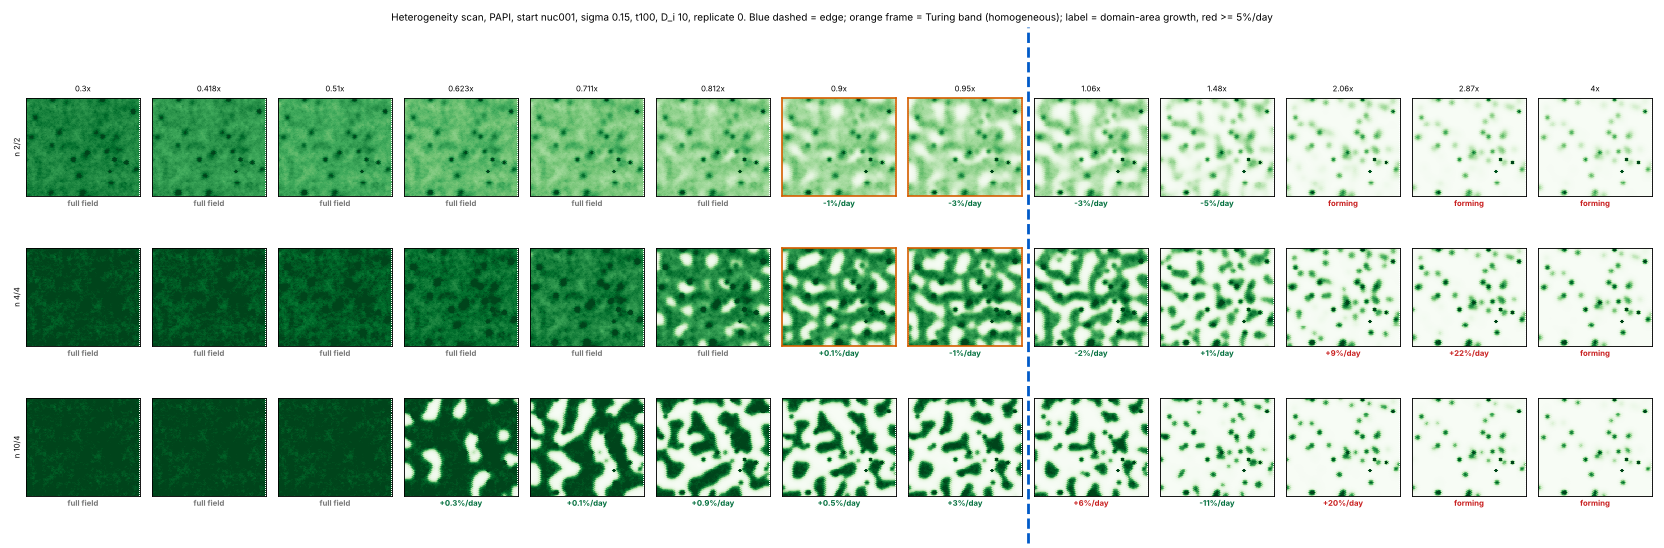 Heterogeneity scan, PAPI, start nuc001, sigma 0.15, t100, D_i 10, replicate 0. Blue dashed = edge; orange frame = Turing band (homogeneous); label = domain-area growth, red >= 5%/day
0.3x 0.418x 0.51x 0.623x 0.711x 0.812x 0.9x 0.95x 1.06x 1.48x 2.06x 2.87x 4x
n 2/2
full field full field full field full field full field full field -1%/day -3%/day -3%/day -5%/day forming forming forming
n 4/4
full field full field full field full field full field full field +0.1%/day -1%/day -2%/day +1%/day +9%/day +22%/day forming
n 10/4
full field full field full field +0.3%/day +0.1%/day +0.9%/day +0.5%/day +3%/day +6%/day -11%/day +20%/day forming forming